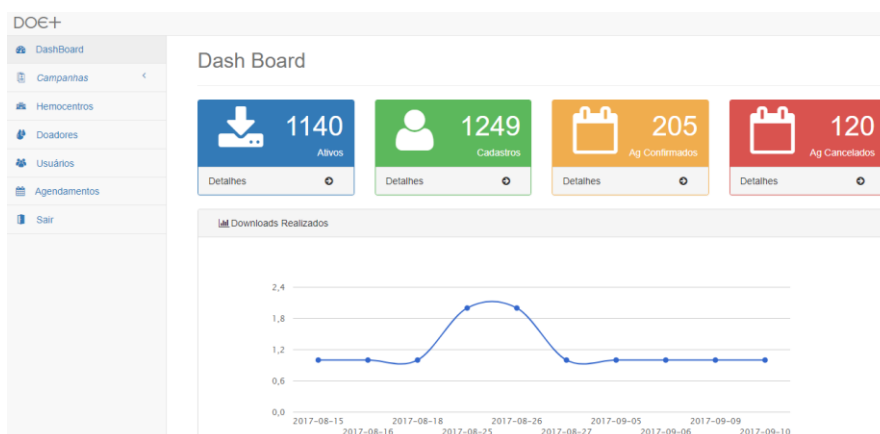 DOE+
DashBoard
Campanhas
Hemocentros
Doadores
Usuários
Agendamentos
Sair
Dash Board
1140
Ativos
Detalhes
1249
Cadastros
Detalhes
205
Ag Confirmados
Detalhes
120
Ag Cancelados
Detalhes
Downloads Realizados
2,4
1,8
1,2
0,6
0,0
2017-08-15 2017-08-18 2017-08-26 2017-09-05 2017-09-09
2017-08-16 2017-08-25 2017-08-27 2017-09-06 2017-09-10